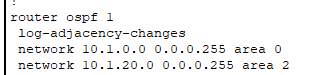 !
router ospf 1
 log-adjacency-changes
 network 10.1.0.0 0.0.0.255 area 0
 network 10.1.20.0 0.0.0.255 area 2